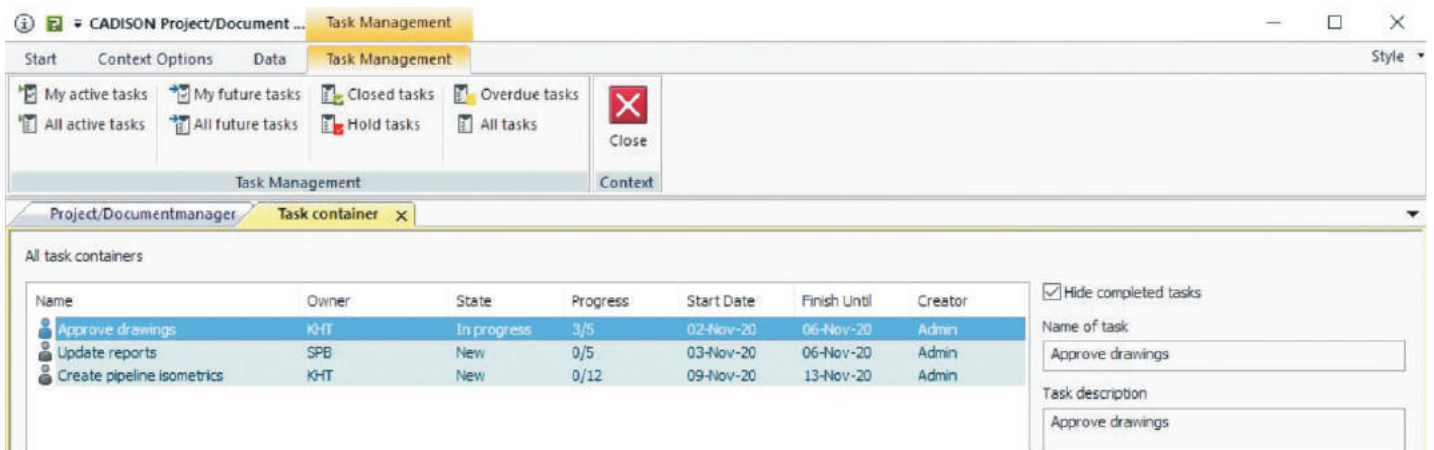 CADISON Project/Document ... Task Management
Start Context Options Data Task Management Style
My active tasks My future tasks Closed tasks Overdue tasks
All active tasks All future tasks Hold tasks All tasks
Close
Task Management Context
Project/Documentmanager Task container
All task containers
Name Owner State Progress Start Date Finish Until Creator
Approve drawings KHT In progress 3/5 02-Nov-20 06-Nov-20 Admin
Update reports SPB New 0/5 03-Nov-20 06-Nov-20 Admin
Create pipeline isometrics KHT New 0/12 09-Nov-20 13-Nov-20 Admin
Hide completed tasks
Name of task
Approve drawings
Task description
Approve drawings